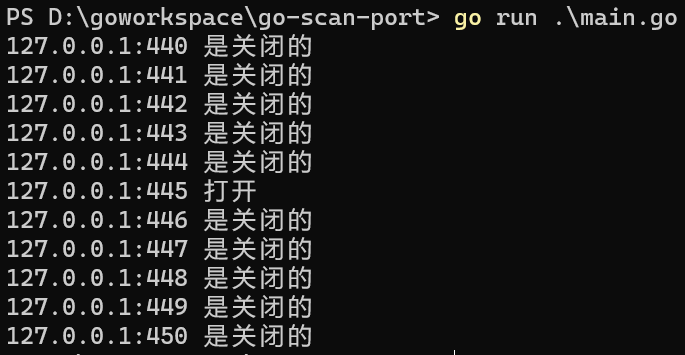 PS D:\goworkspace\go-scan-port> go run .\main.go
127.0.0.1:440 是关闭的
127.0.0.1:441 是关闭的
127.0.0.1:442 是关闭的
127.0.0.1:443 是关闭的
127.0.0.1:444 是关闭的
127.0.0.1:445 打开
127.0.0.1:446 是关闭的
127.0.0.1:447 是关闭的
127.0.0.1:448 是关闭的
127.0.0.1:449 是关闭的
127.0.0.1:450 是关闭的